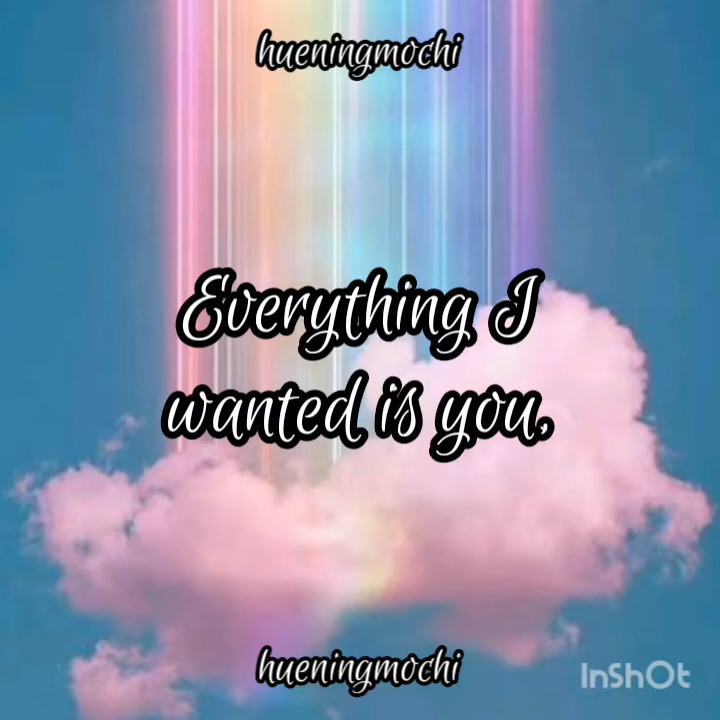 hueningmochi
Everything I
wanted is you,
hueningmochi
InShOt